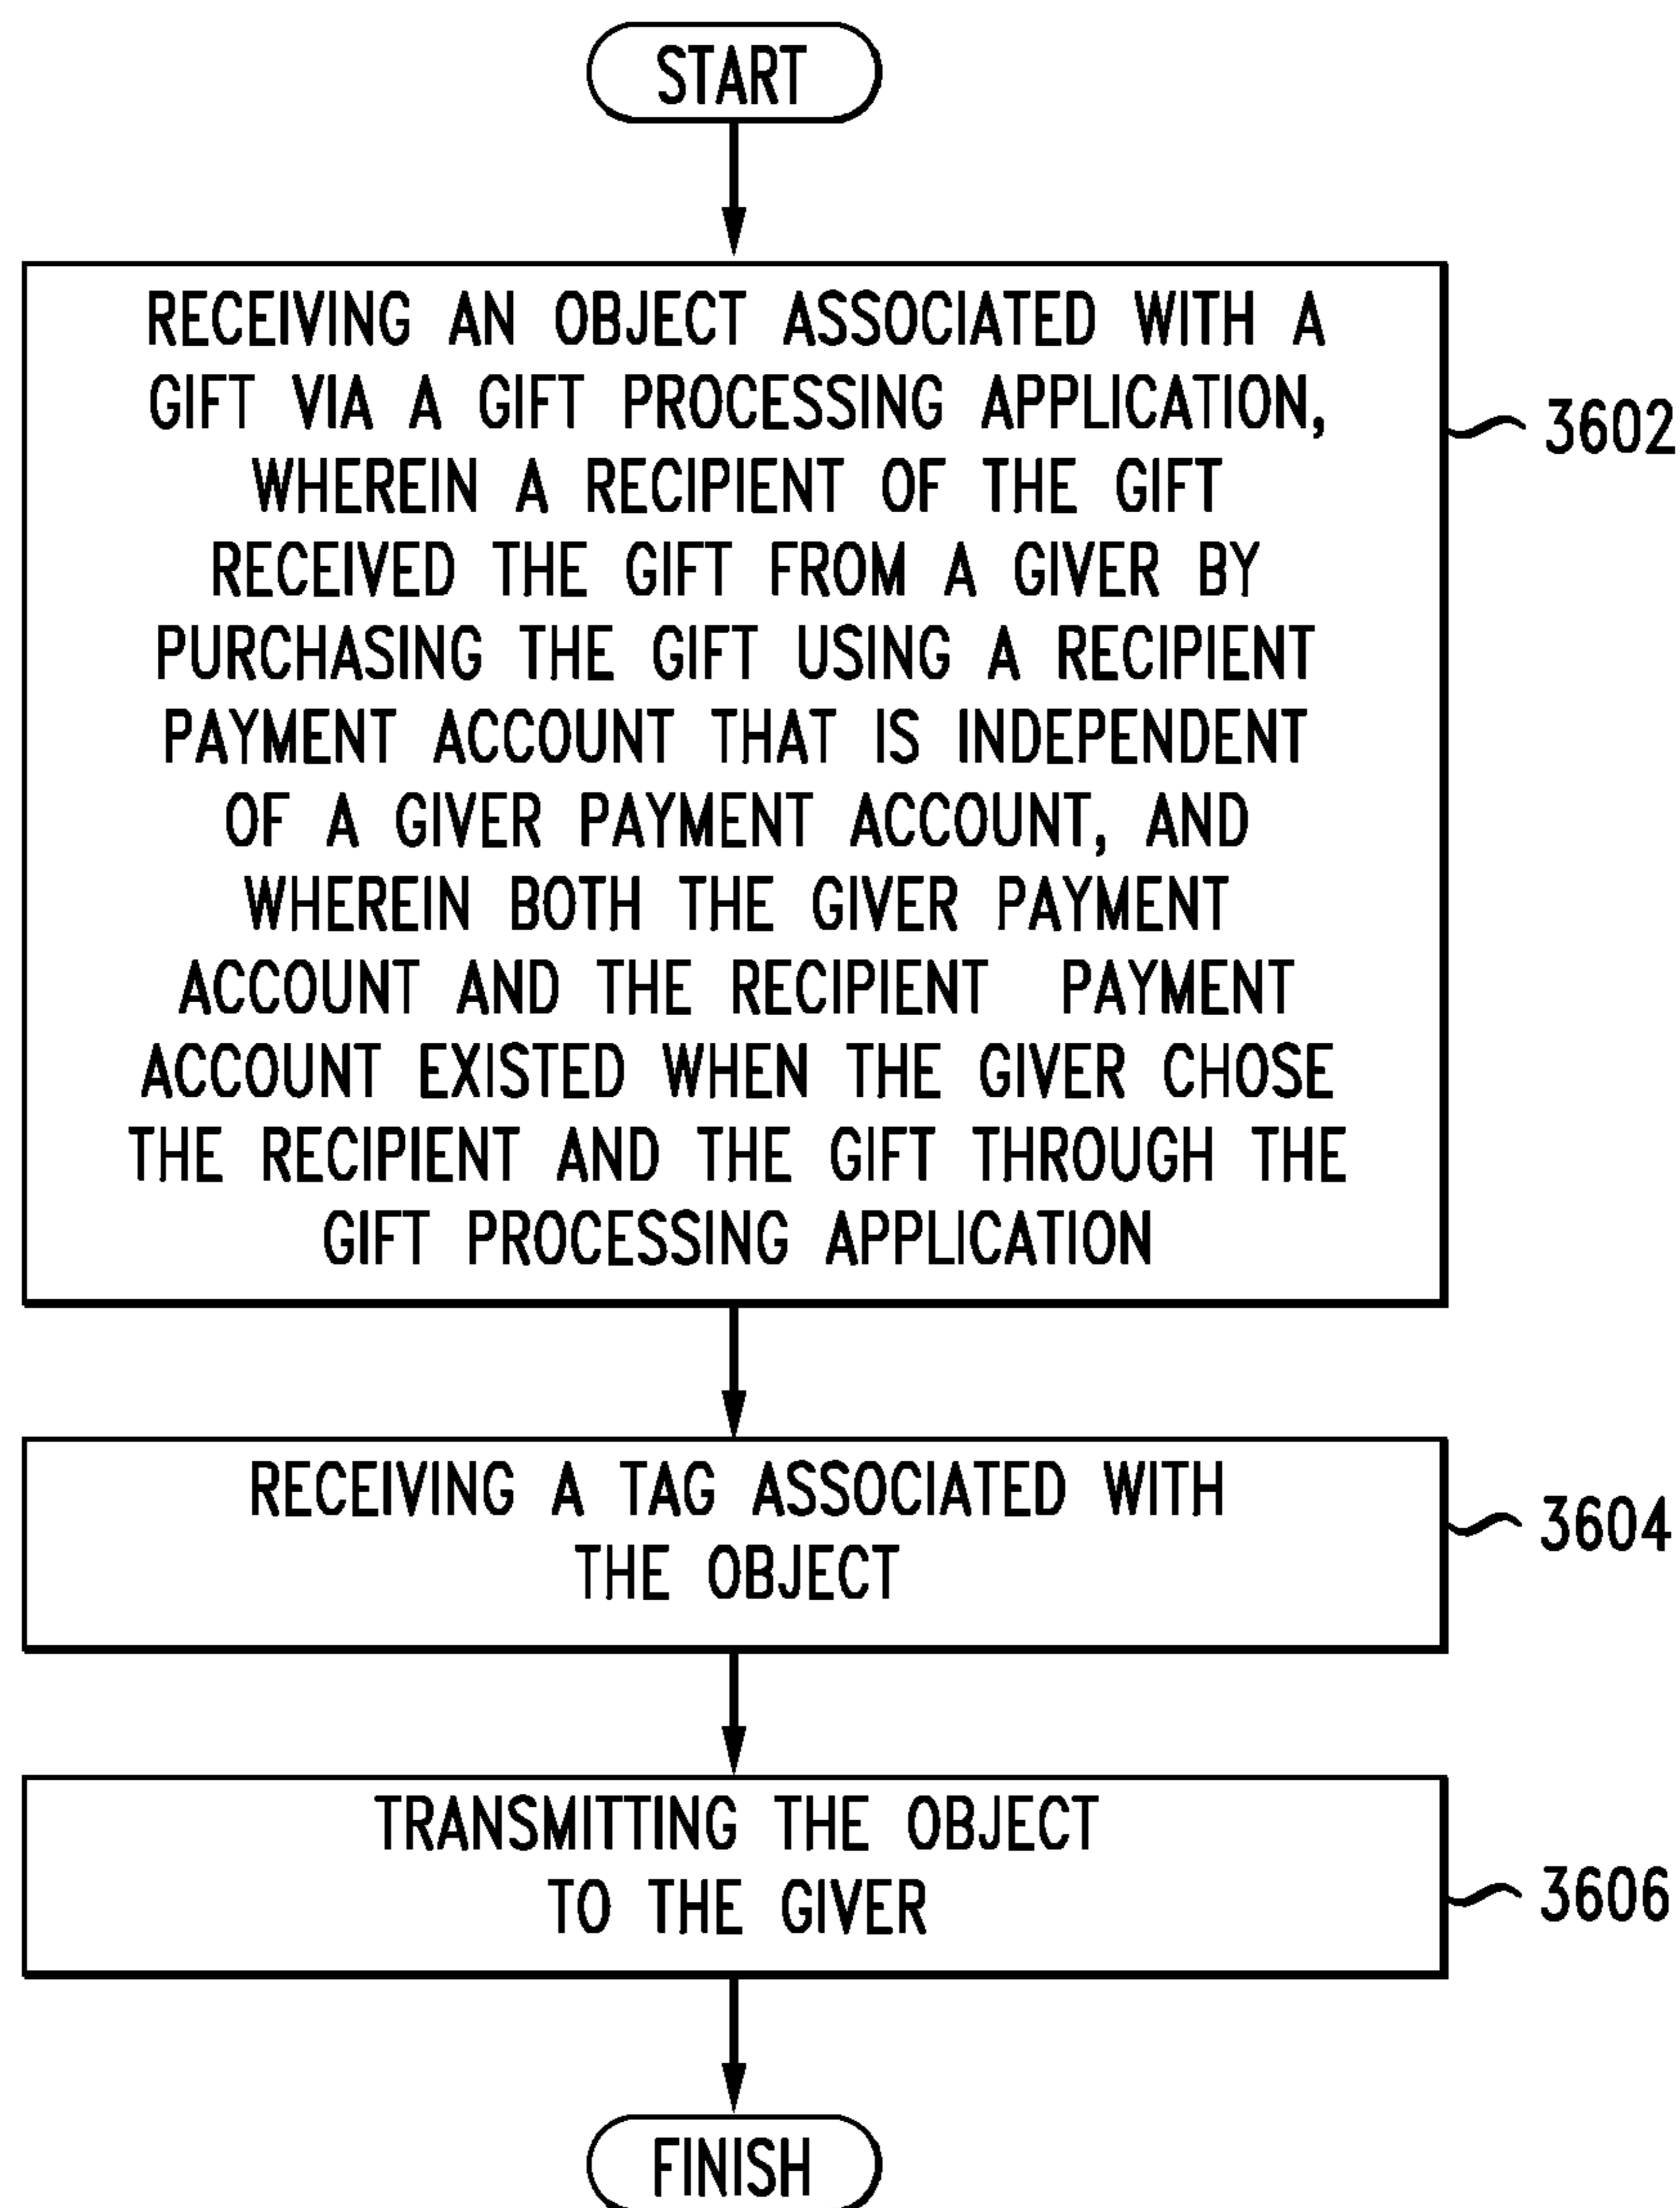 START
RECEIVING AN OBJECT ASSOCIATED WITH A
GIFT VIA A GIFT PROCESSING APPLICATION,
WHEREIN A RECIPIENT OF THE GIFT
RECEIVED THE GIFT FROM A GIVER BY
PURCHASING THE GIFT USING A RECIPIENT
PAYMENT ACCOUNT THAT IS INDEPENDENT
OF A GIVER PAYMENT ACCOUNT, AND
WHEREIN BOTH THE GIVER PAYMENT
ACCOUNT AND THE RECIPIENT PAYMENT
ACCOUNT EXISTED WHEN THE GIVER CHOSE
THE RECIPIENT AND THE GIFT THROUGH THE
GIFT PROCESSING APPLICATION
3602
RECEIVING A TAG ASSOCIATED WITH
THE OBJECT
3604
TRANSMITTING THE OBJECT
TO THE GIVER
3606
FINISH